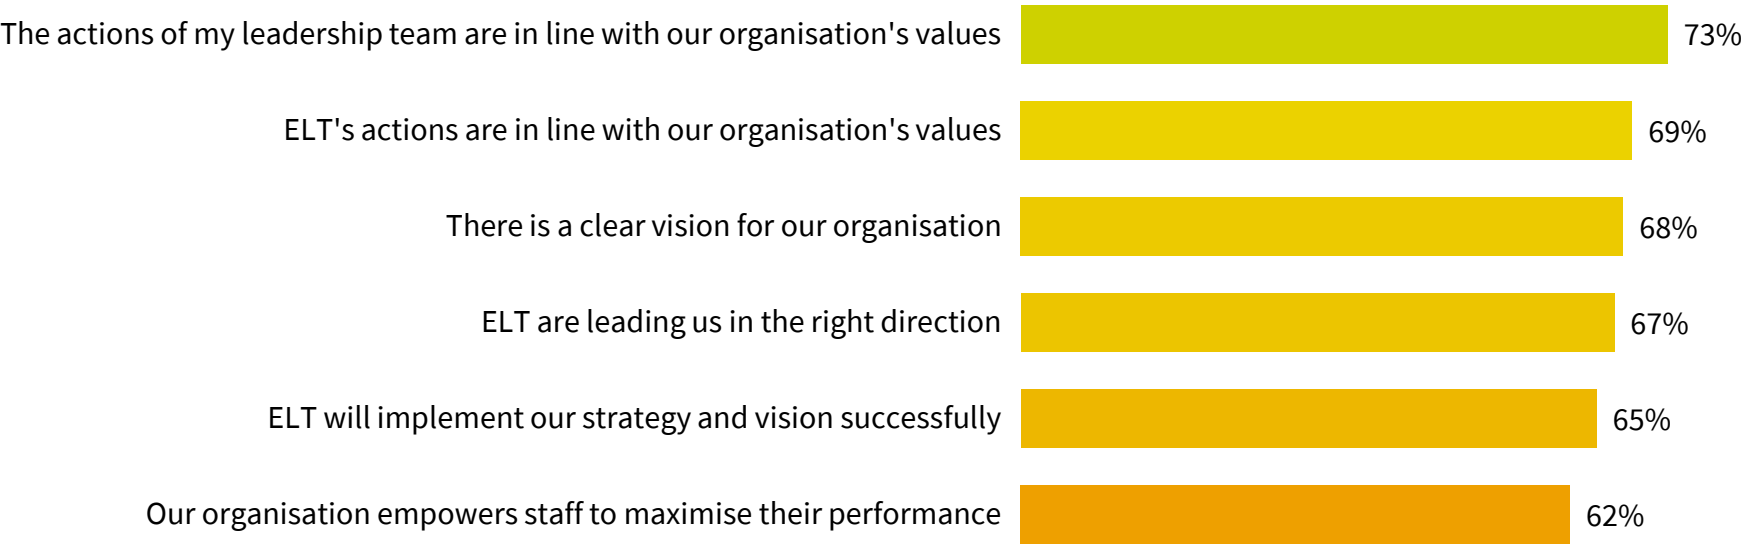 The actions of my leadership team are in line with our organisation's values 73%
ELT's actions are in line with our organisation's values 69%
There is a clear vision for our organisation 68%
ELT are leading us in the right direction 67%
ELT will implement our strategy and vision successfully 65%
Our organisation empowers staff to maximise their performance 62%